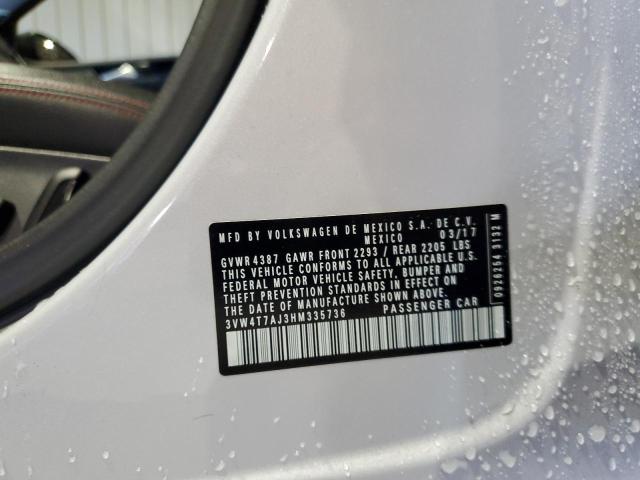 MFD BY VOLKSWAGEN DE MEXICO S.A. DE C.V.
MEXICO 03/17
GVWR 4387 GAWR FRONT 2293 / REAR 2205 LBS
THIS VEHICLE CONFORMS TO ALL APPLICABLE U.S.
FEDERAL MOTOR VEHICLE SAFETY, BUMPER AND
THEFT PREVENTION STANDARDS IN EFFECT ON
THE DATE OF MANUFACTURE SHOWN ABOVE.
3VW4T7AJ3HM335736 PASSENGER CAR
0926254 3132 M